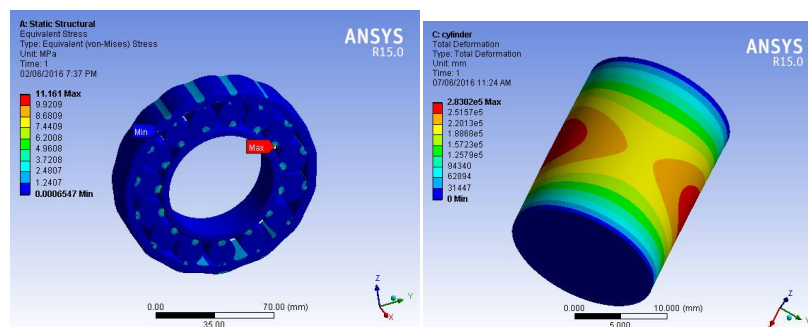 A: Static Structural
Equivalent Stress
Type: Equivalent (von-Mises) Stress
Unit: MPa
Time: 1
02/06/2016 7:37 PM
11.161 Max
9.9209
8.6809
7.4409
6.2008
4.9608
3.7208
2.4807
1.2407
0.0006547 Min
ANSYS
R15.0
Min
Max
Z
Y
X
0.00
70.00 (mm)
35.00
C: cylinder
Total Deformation
Type: Total Deformation
Unit: mm
Time: 1
07/06/2016 11:24 AM
2.8302e5 Max
2.5157e5
2.2013e5
1.8868e5
1.5723e5
1.2579e5
94340
62894
31447
0 Min
ANSYS
R15.0
Z
Y
0.000
10.000 (mm)
5.000